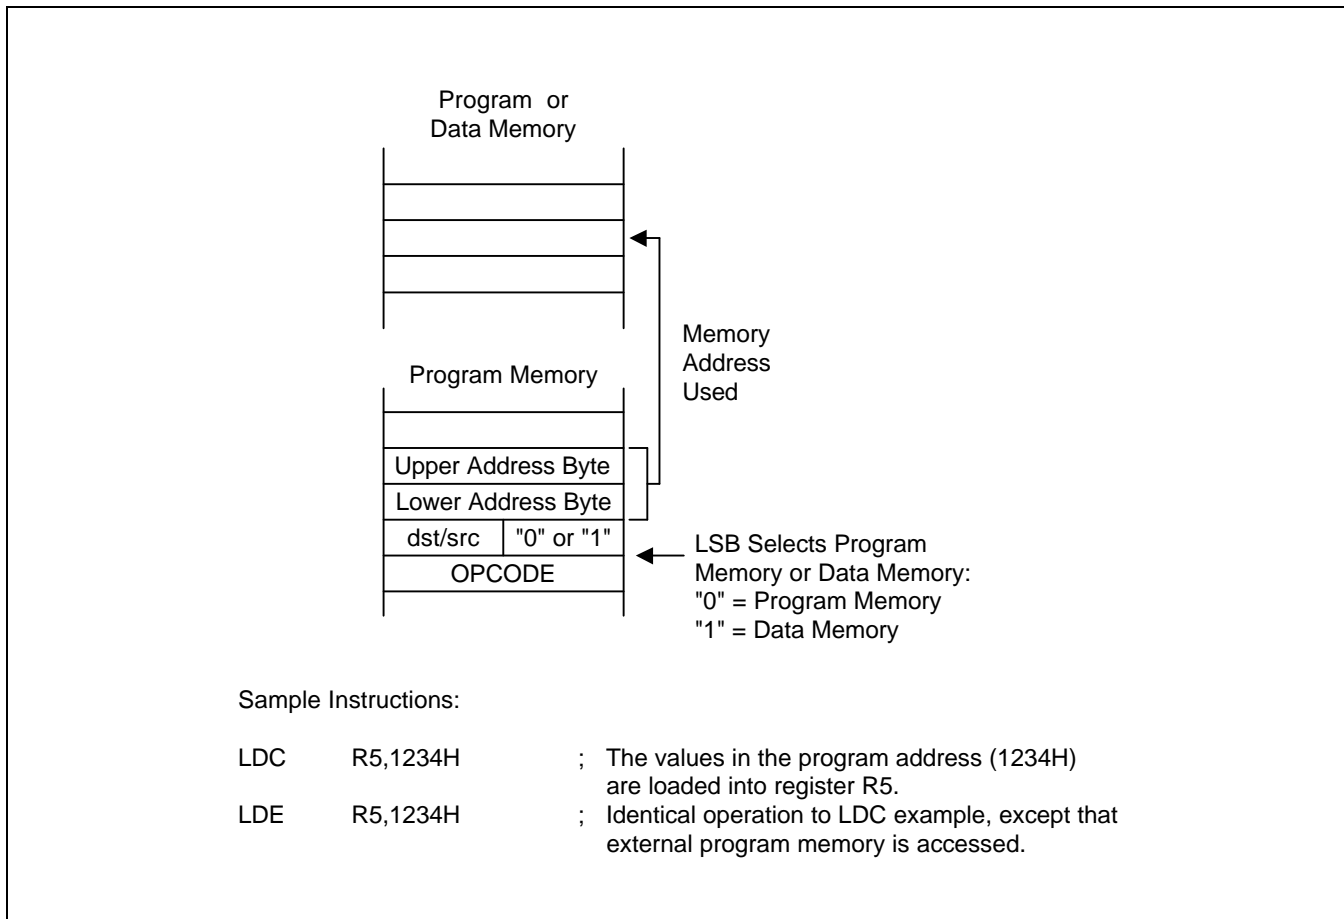 Program or
Data Memory
Memory
Address
Used
Program Memory
Upper Address Byte
Lower Address Byte
dst/src "0" or "1"
OPCODE
LSB Selects Program
Memory or Data Memory:
"0" = Program Memory
"1" = Data Memory
Sample Instructions:
LDC R5,1234H ; The values in the program address (1234H)
are loaded into register R5.
LDE R5,1234H ; Identical operation to LDC example, except that
external program memory is accessed.